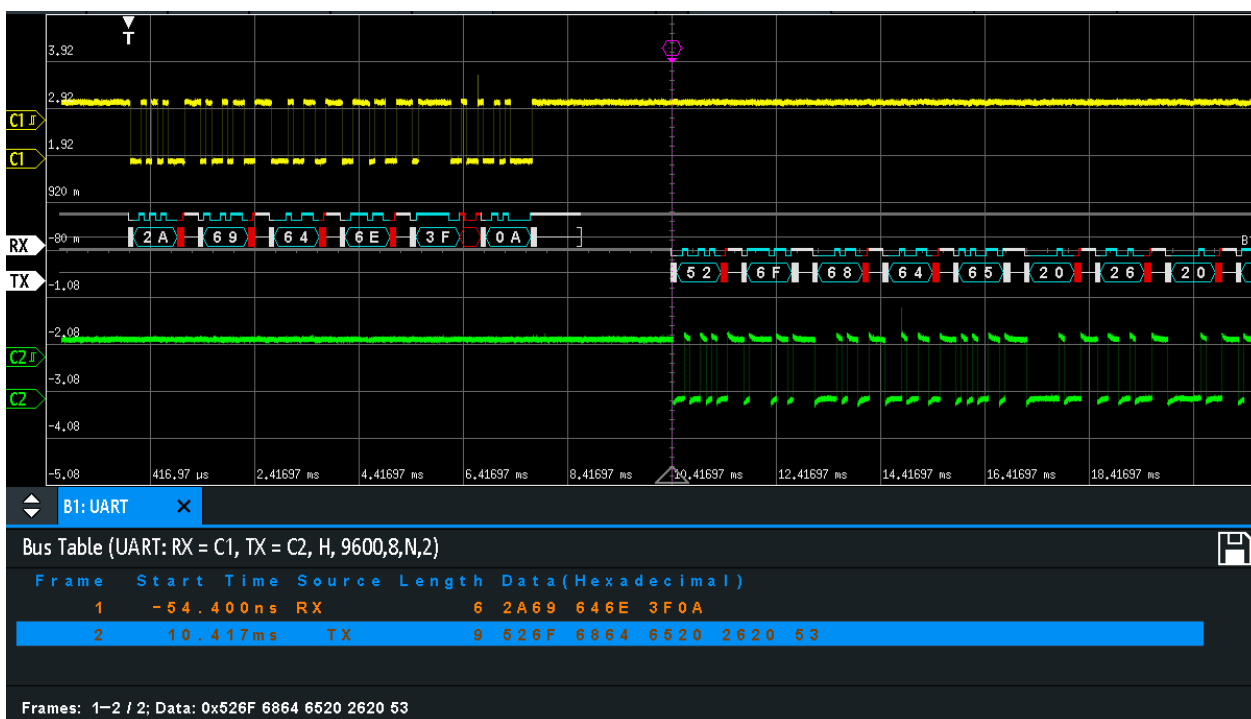 T
3.92
2.92
C1
1.92
C1
920 m
RX -80 m 2A 69 64 6E 3F 0A
B1
TX -1.08 52 6F 68 64 65 20 26 20
-2.08
C2
-3.08
C2
-4.08
-5.08 416.97 µs 2.41697 ms 4.41697 ms 6.41697 ms 8.41697 ms 10.41697 ms 12.41697 ms 14.41697 ms 16.41697 ms 18.41697 ms
B1: UART ×
Bus Table (UART: RX = C1, TX = C2, H, 9600,8,N,2)
Frame Start Time Source Length Data(Hexadecimal)
1 -54.400ns RX 6 2A69 646E 3F0A
2 10.417ms TX 9 526F 6864 6520 2620 53
Frames: 1-2 / 2; Data: 0x526F 6864 6520 2620 53